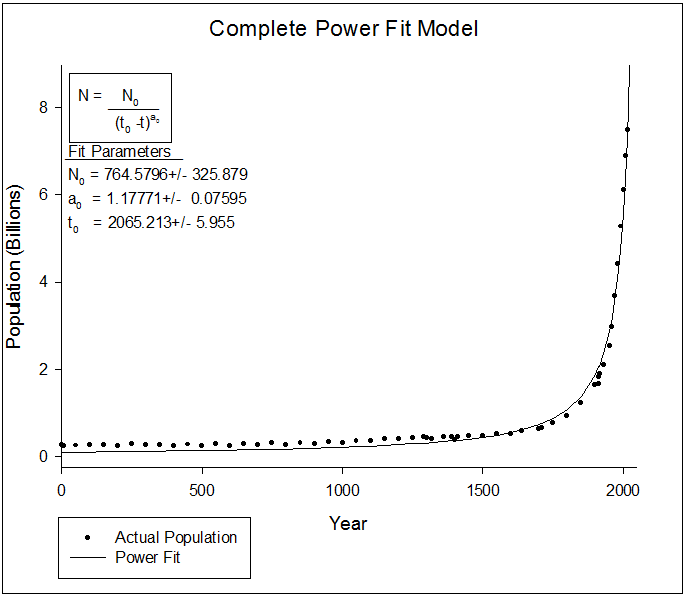 Complete Power Fit Model
N = N0
(t0 -t)a0
Fit Parameters
N0 = 764.5796+/- 325.879
a0 = 1.17771+/- 0.07595
t0 = 2065.213+/- 5.955
Population (Billions)
8
6
4
2
0
0 500 1000 1500 2000
Year
Actual Population
Power Fit